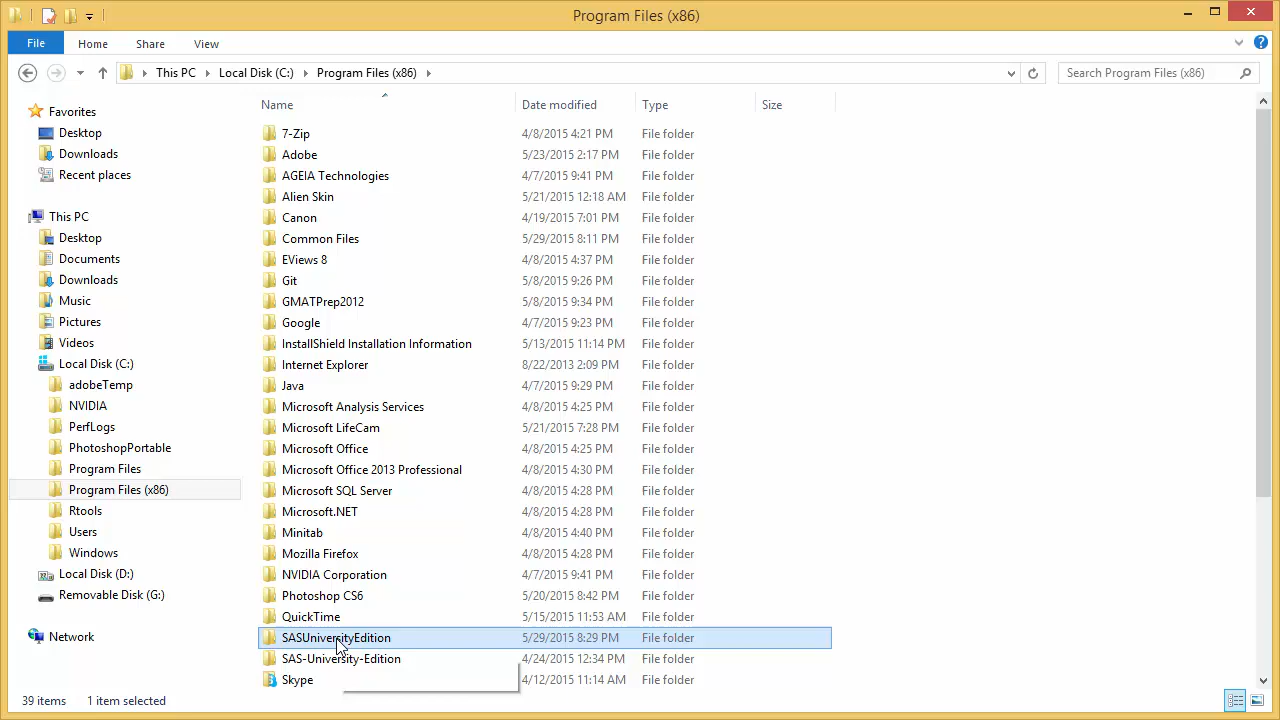 Program Files (x86)
File Home Share View
This PC Local Disk (C:) Program Files (x86) Search Program Files (x86)
Name Date modified Type Size
Favorites
Desktop
Downloads
Recent places
This PC
Desktop
Documents
Downloads
Music
Pictures
Videos
Local Disk (C:)
adobeTemp
NVIDIA
PerfLogs
PhotoshopPortable
Program Files
Program Files (x86)
Rtools
Users
Windows
Local Disk (D:)
Removable Disk (G:)
Network
7-Zip 4/8/2015 4:21 PM File folder
Adobe 5/23/2015 2:17 PM File folder
AGEIA Technologies 4/7/2015 9:41 PM File folder
Alien Skin 5/21/2015 12:18 AM File folder
Canon 4/19/2015 7:01 PM File folder
Common Files 5/29/2015 8:11 PM File folder
EViews 8 4/8/2015 4:37 PM File folder
Git 5/8/2015 9:26 PM File folder
GMATPrep2012 5/8/2015 9:34 PM File folder
Google 4/7/2015 9:23 PM File folder
InstallShield Installation Information 5/13/2015 11:14 PM File folder
Internet Explorer 8/22/2013 2:09 PM File folder
Java 4/7/2015 9:29 PM File folder
Microsoft Analysis Services 4/8/2015 4:25 PM File folder
Microsoft LifeCam 5/21/2015 7:28 PM File folder
Microsoft Office 4/8/2015 4:25 PM File folder
Microsoft Office 2013 Professional 4/8/2015 4:30 PM File folder
Microsoft SQL Server 4/8/2015 4:28 PM File folder
Microsoft.NET 4/8/2015 4:28 PM File folder
Minitab 4/8/2015 4:40 PM File folder
Mozilla Firefox 4/8/2015 4:28 PM File folder
NVIDIA Corporation 4/7/2015 9:41 PM File folder
Photoshop CS6 5/20/2015 8:42 PM File folder
QuickTime 5/15/2015 11:53 AM File folder
SASUniversityEdition 5/29/2015 8:29 PM File folder
SAS-University-Edition 4/24/2015 12:34 PM File folder
Skype 4/12/2015 11:14 AM File folder
39 items 1 item selected